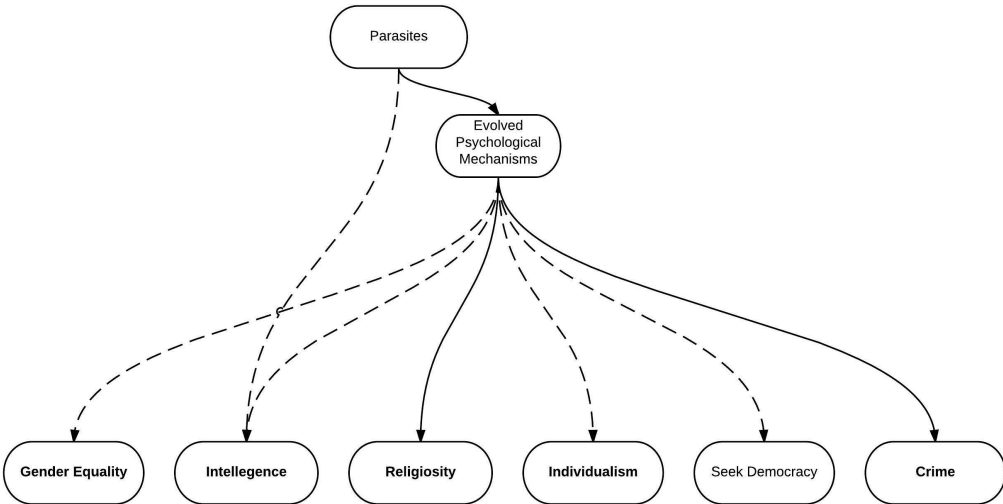 Parasites
Evolved
Psychological
Mechanisms
Gender Equality
Intellegence
Religiosity
Individualism
Seek Democracy
Crime